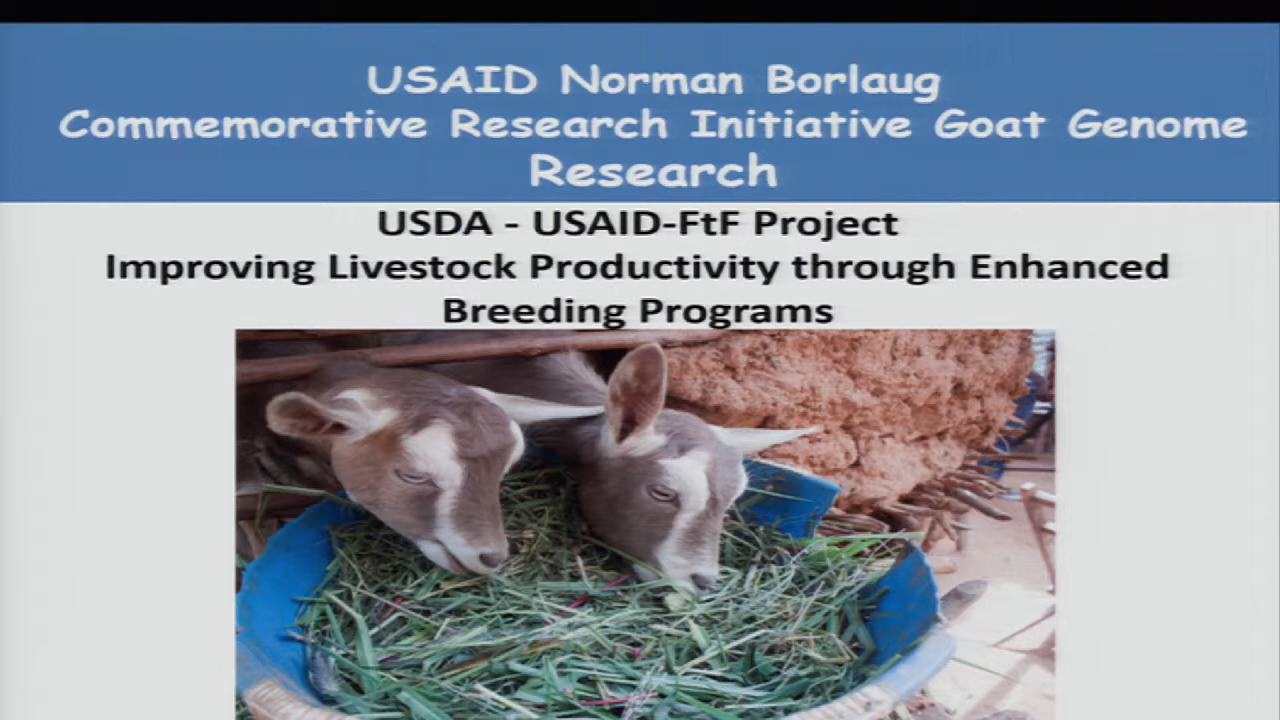 USAID Norman Borlaug
Commemorative Research Initiative Goat Genome
Research
USDA - USAID-FtF Project
Improving Livestock Productivity through Enhanced
Breeding Programs